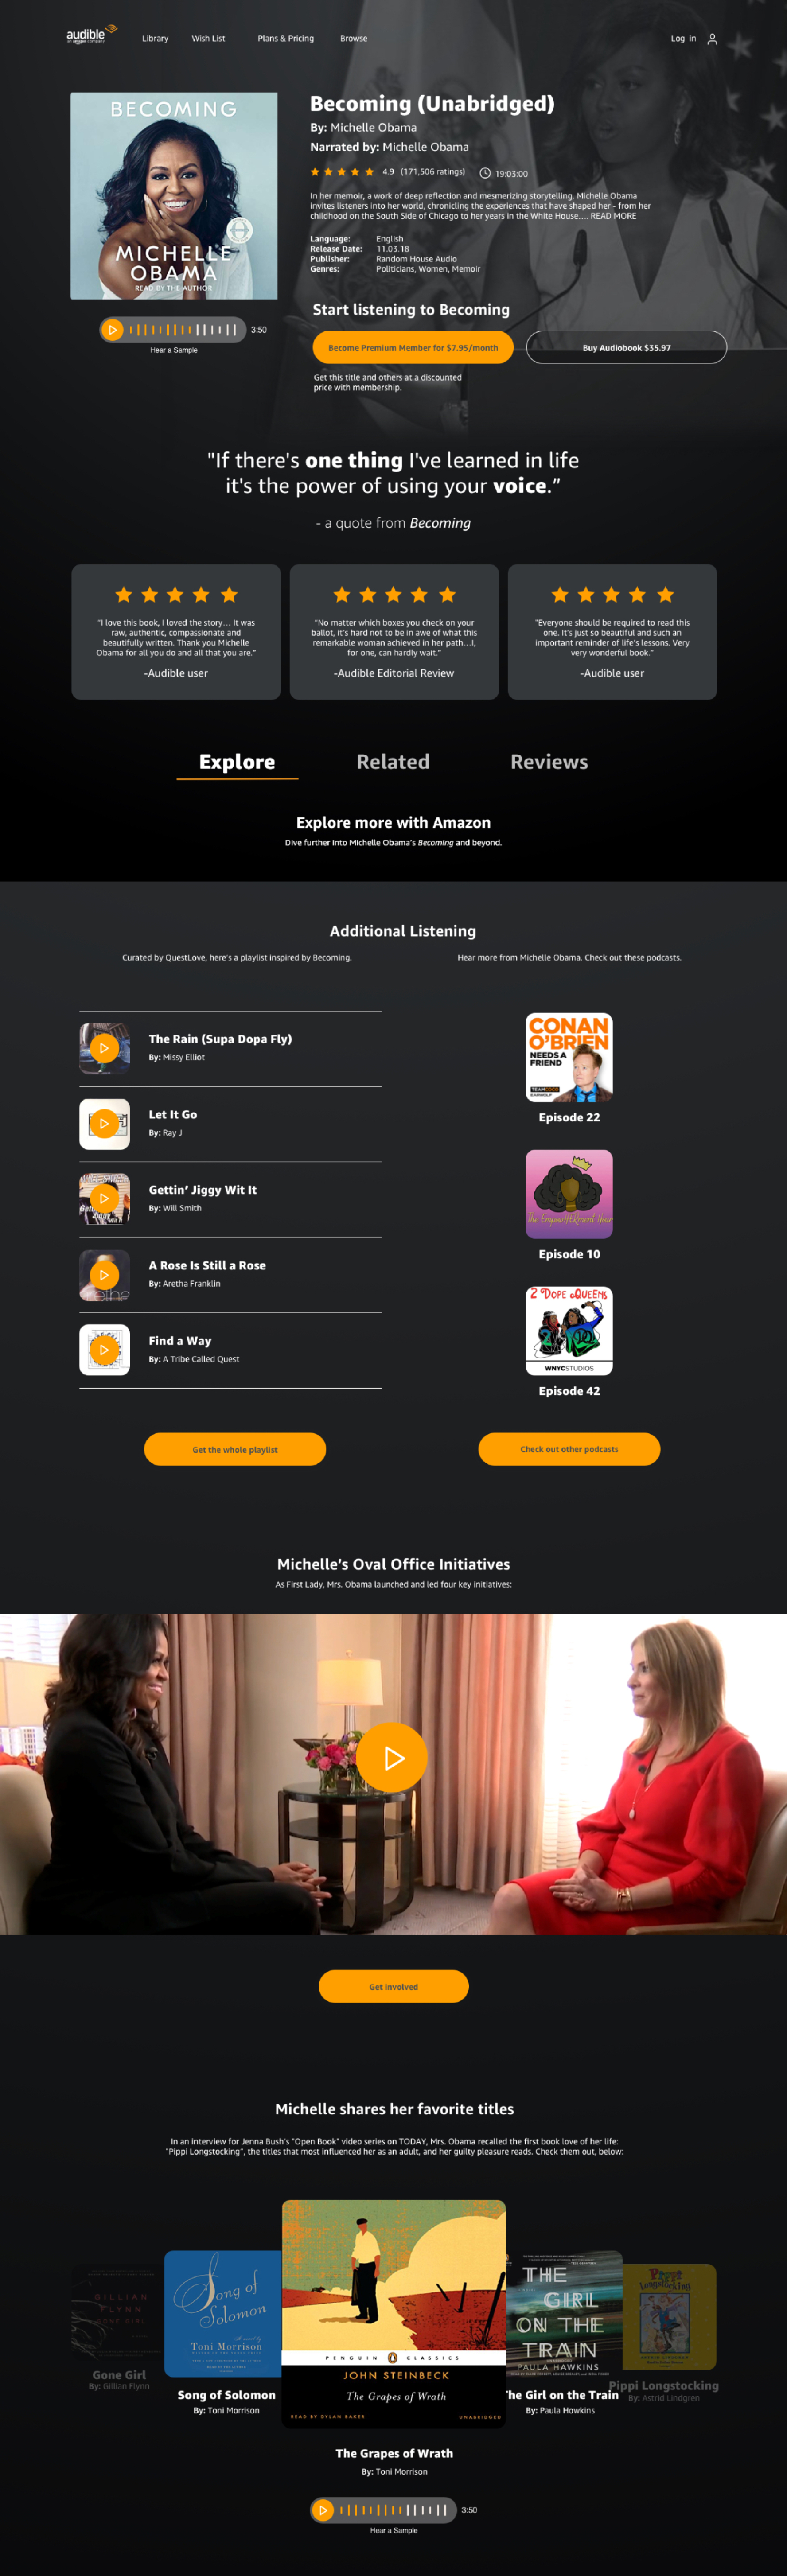 audible
an amazon company
Library
Wish List
Plans & Pricing
Browse
Log in
BECOMING
MICHELLE
OBAMA
READ BY THE AUTHOR
3:50
Hear a Sample
Becoming (Unabridged)
By: Michelle Obama
Narrated by: Michelle Obama
4.9 (171,506 ratings)
19:03:00
In her memoir, a work of deep reflection and mesmerizing storytelling, Michelle Obama
invites listeners into her world, chronicling the experiences that have shaped her - from her
childhood on the South Side of Chicago to her years in the White House.... READ MORE
Language: English
Release Date: 11.03.18
Publisher: Random House Audio
Genres: Politicians, Women, Memoir
Start listening to Becoming
Become Premium Member for $7.95/month
Buy Audiobook $35.97
Get this title and others at a discounted
price with membership.
"If there's one thing I've learned in life
it's the power of using your voice.”
- a quote from Becoming
"I love this book, I loved the story... It was
raw, authentic, compassionate and
beautifully written. Thank you Michelle
Obama for all you do and all that you are."
-Audible user
"No matter which boxes you check on your
ballot, it's hard not to be in awe of what this
remarkable woman achieved in her path...I,
for one, can hardly wait."
-Audible Editorial Review
"Everyone should be required to read this
one. It's just so beautiful and such an
important reminder of life's lessons. Very
very wonderful book."
-Audible user
Explore
Related
Reviews
Explore more with Amazon
Dive further into Michelle Obama's Becoming and beyond.
Additional Listening
Curated by QuestLove, here's a playlist inspired by Becoming.
The Rain (Supa Dopa Fly)
By: Missy Elliot
Let It Go
By: Ray J
Gettin’ Jiggy Wit It
By: Will Smith
A Rose Is Still a Rose
By: Aretha Franklin
Find a Way
By: A Tribe Called Quest
Get the whole playlist
Hear more from Michelle Obama. Check out these podcasts.
CONAN
O'BRIEN
NEEDS A
FRIEND
TEAM COCO
EARWOLF
Episode 22
Episode 10
2 DOPE QUEENS
WNYCSTUDIOS
Episode 42
Check out other podcasts
Michelle’s Oval Office Initiatives
As First Lady, Mrs. Obama launched and led four key initiatives:
Get involved
Michelle shares her favorite titles
In an interview for Jenna Bush's "Open Book" video series on TODAY, Mrs. Obama recalled the first book love of her life:
"Pippi Longstocking", the titles that most influenced her as an adult, and her guilty pleasure reads. Check them out, below:
GILLIAN
FLYNN
GONE GIRL
Gone Girl
By: Gillian Flynn
Song of
Solomon
Toni Morrison
Song of Solomon
By: Toni Morrison
PENGUIN CLASSICS
JOHN STEINBECK
The Grapes of Wrath
READ BY DYLAN BAKER
UNABRIDGED
The Grapes of Wrath
By: Toni Morrison
THE
GIRL
ON THE
TRAIN
PAULA HAWKINS
The Girl on the Train
By: Paula Howkins
Pippi
Longstocking
Pippi Longstocking
By: Astrid Lindgren
3:50
Hear a Sample